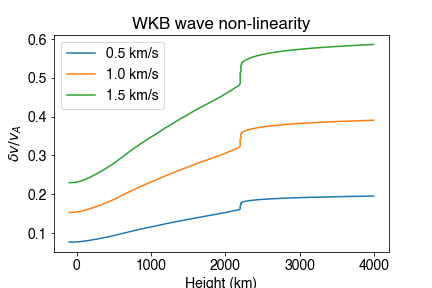 WKB wave non-linearity
0.6
0.5
0.4
0.3
0.2
0.1
δv/v_A
0.5 km/s
1.0 km/s
1.5 km/s
0 1000 2000 3000 4000
Height (km)